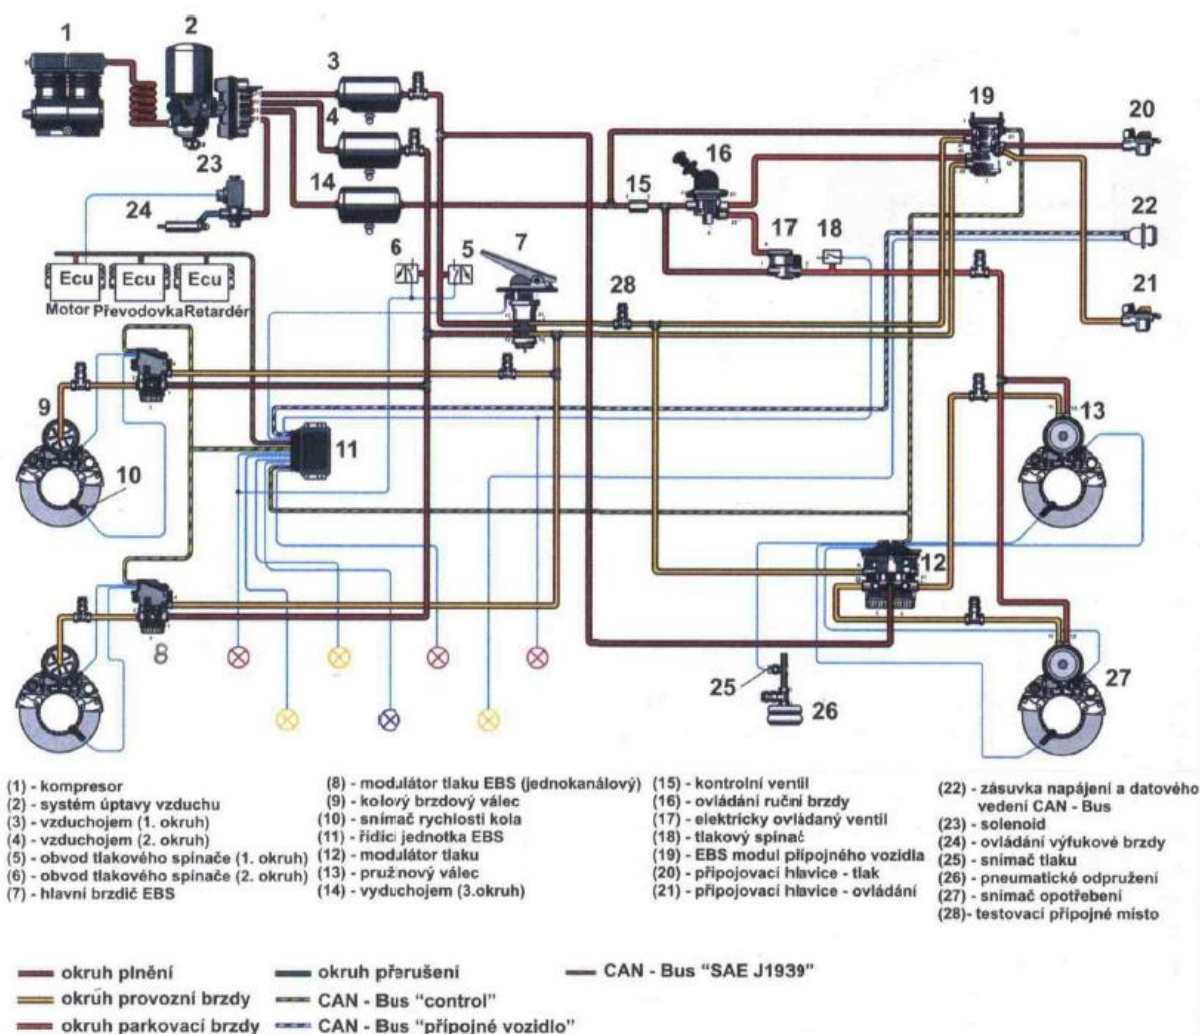 1
2
3
4
14
23
24
6
5
7
28
15
16
17
18
19
20
22
21
Ecu Ecu Ecu
Motor Převodovka Retardér
9
10
11
8
12
13
25
26
27
(1) - kompresor
(2) - systém úptavy vzduchu
(3) - vzduchojem (1. okruh)
(4) - vzduchojem (2. okruh)
(5) - obvod tlakového spínače (1. okruh)
(6) - obvod tlakového spínače (2. okruh)
(7) - hlavní brzdič EBS
(8) - modulátor tlaku EBS (jednokanálový)
(9) - kolový brzdový válec
(10) - snímač rychlosti kola
(11) - řídící jednotka EBS
(12) - modulátor tlaku
(13) - pružinový válec
(14) - vyduchojem (3.okruh)
(15) - kontrolní ventil
(16) - ovládání ruční brzdy
(17) - elektricky ovládaný ventil
(18) - tlakový spínač
(19) - EBS modul přípojného vozidla
(20) - připojovací hlavice - tlak
(21) - připojovací hlavice - ovládání
(22) - zásuvka napájení a datového
vedení CAN - Bus
(23) - solenoid
(24) - ovládání výfukové brzdy
(25) - snímač tlaku
(26) - pneumatické odpružení
(27) - snímač opotřebení
(28)- testovací přípojné místo
okruh plnění
okruh provozní brzdy
okruh parkovací brzdy
okruh přerušení
CAN - Bus "control"
CAN - Bus "přípojné vozidlo"
CAN - Bus "SAE J1939"